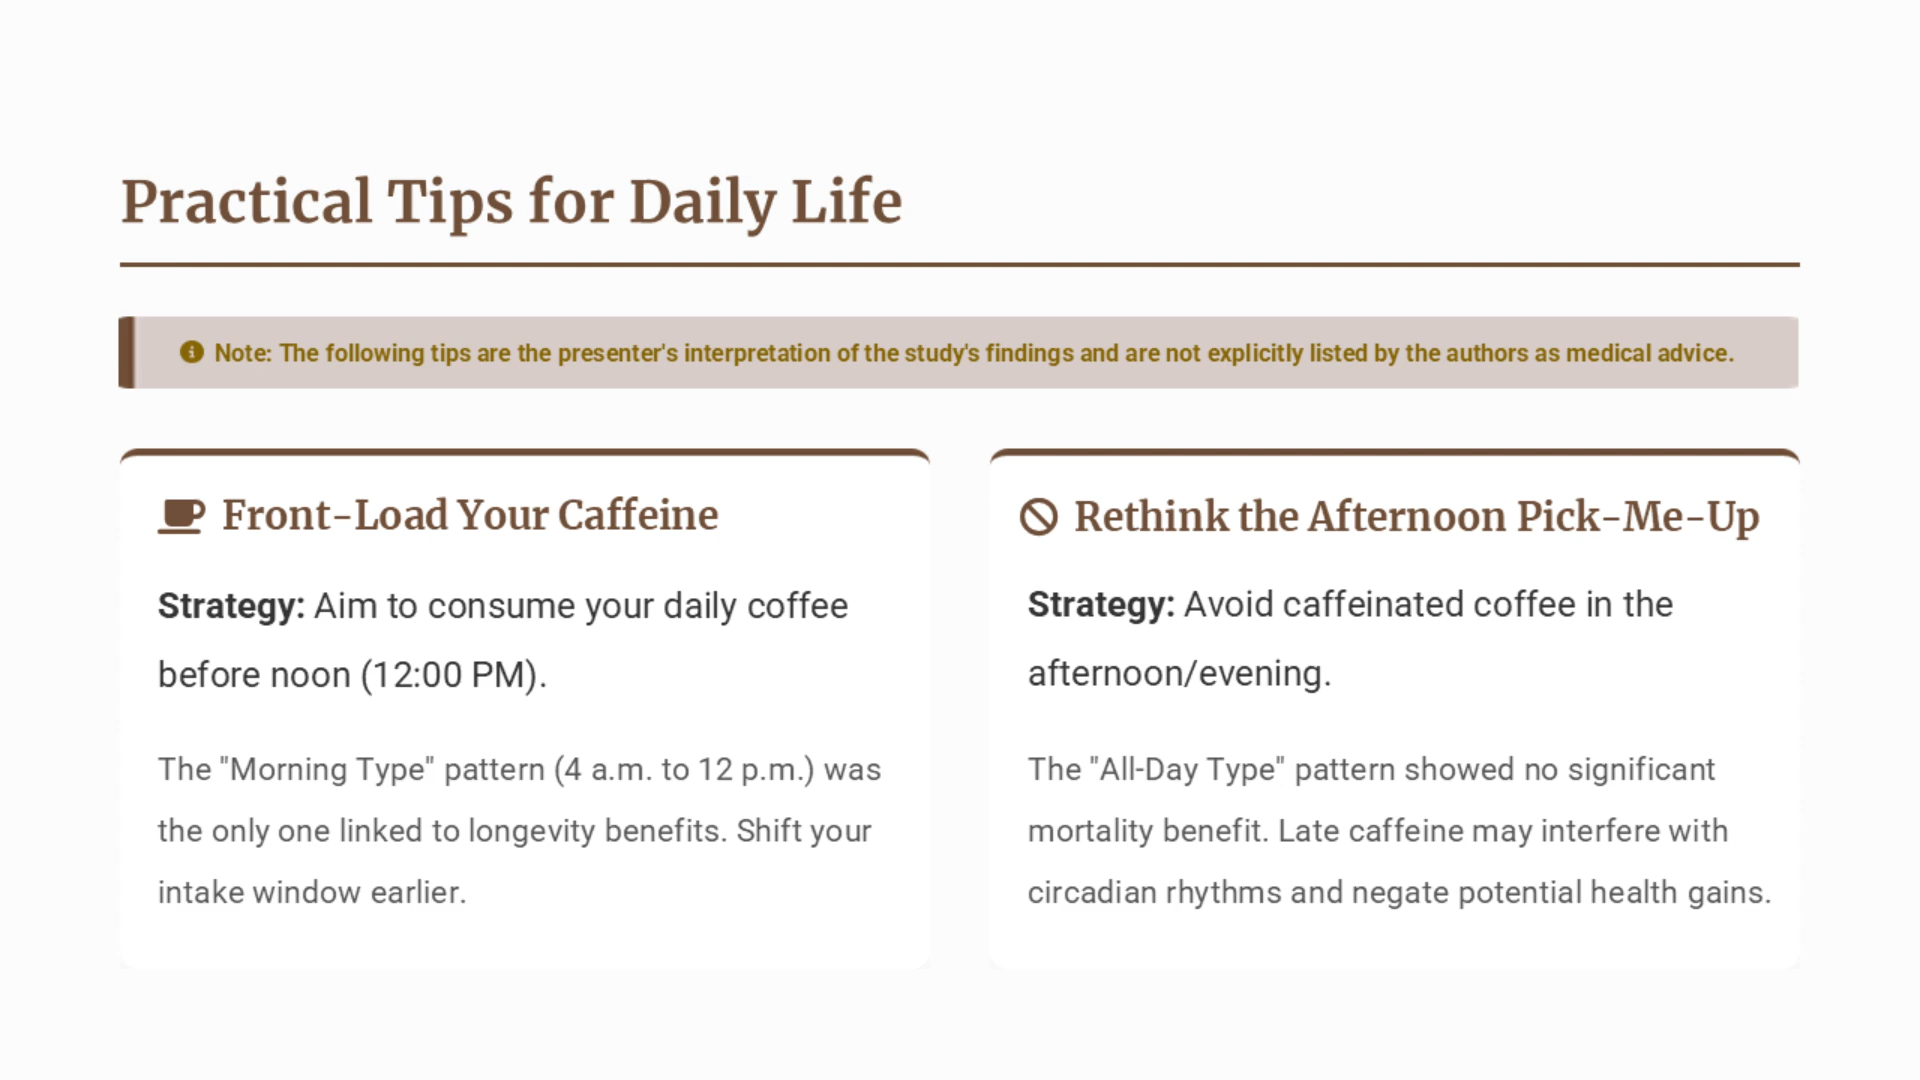 Practical Tips for Daily Life
Note: The following tips are the presenter's interpretation of the study's findings and are not explicitly listed by the authors as medical advice.
Front-Load Your Caffeine
Strategy: Aim to consume your daily coffee
before noon (12:00 PM).
The "Morning Type" pattern (4 a.m. to 12 p.m.) was
the only one linked to longevity benefits. Shift your
intake window earlier.
Rethink the Afternoon Pick-Me-Up
Strategy: Avoid caffeinated coffee in the
afternoon/evening.
The "All-Day Type" pattern showed no significant
mortality benefit. Late caffeine may interfere with
circadian rhythms and negate potential health gains.